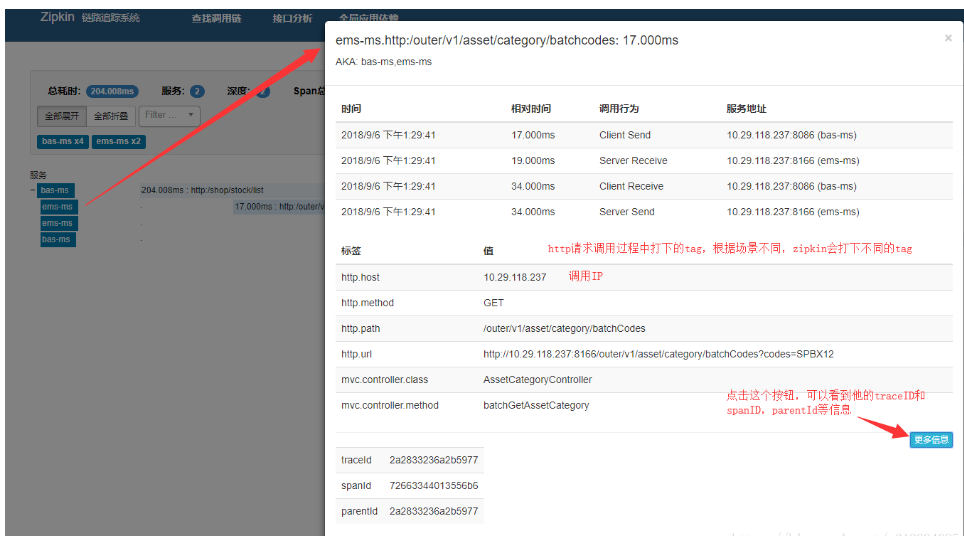 Zipkin 链路追踪系统 查找调用链 接口分析 全局应用依赖
ems-ms.http:/outer/v1/asset/category/batchcodes: 17.000ms
×
AKA: bas-ms,ems-ms
总耗时: 204.008ms 服务: 2 深度: Span总
全部展开 全部折叠 Filter ...
bas-ms x4 ems-ms x2
服务
- bas-ms 204.008ms : http:/shop/stock/list
ems-ms 17.000ms : http:/outer/v
ems-ms
bas-ms
时间 相对时间 调用行为 服务地址
2018/9/6 下午1:29:41 17.000ms Client Send 10.29.118.237:8086 (bas-ms)
2018/9/6 下午1:29:41 19.000ms Server Receive 10.29.118.237:8166 (ems-ms)
2018/9/6 下午1:29:41 34.000ms Client Receive 10.29.118.237:8086 (bas-ms)
2018/9/6 下午1:29:41 34.000ms Server Send 10.29.118.237:8166 (ems-ms)
标签 值 http请求调用过程中打下的tag，根据场景不同，zipkin会打下不同的tag
http.host 10.29.118.237 调用IP
http.method GET
http.path /outer/v1/asset/category/batchCodes
http.url http://10.29.118.237:8166/outer/v1/asset/category/batchCodes?codes=SPBX12
mvc.controller.class AssetCategoryController
mvc.controller.method batchGetAssetCategory
点击这个按钮，可以看到他的traceID和
spanID，parentId等信息
更多信息
traceId 2a2833236a2b5977
spanId 72663344013556b6
parentId 2a2833236a2b5977